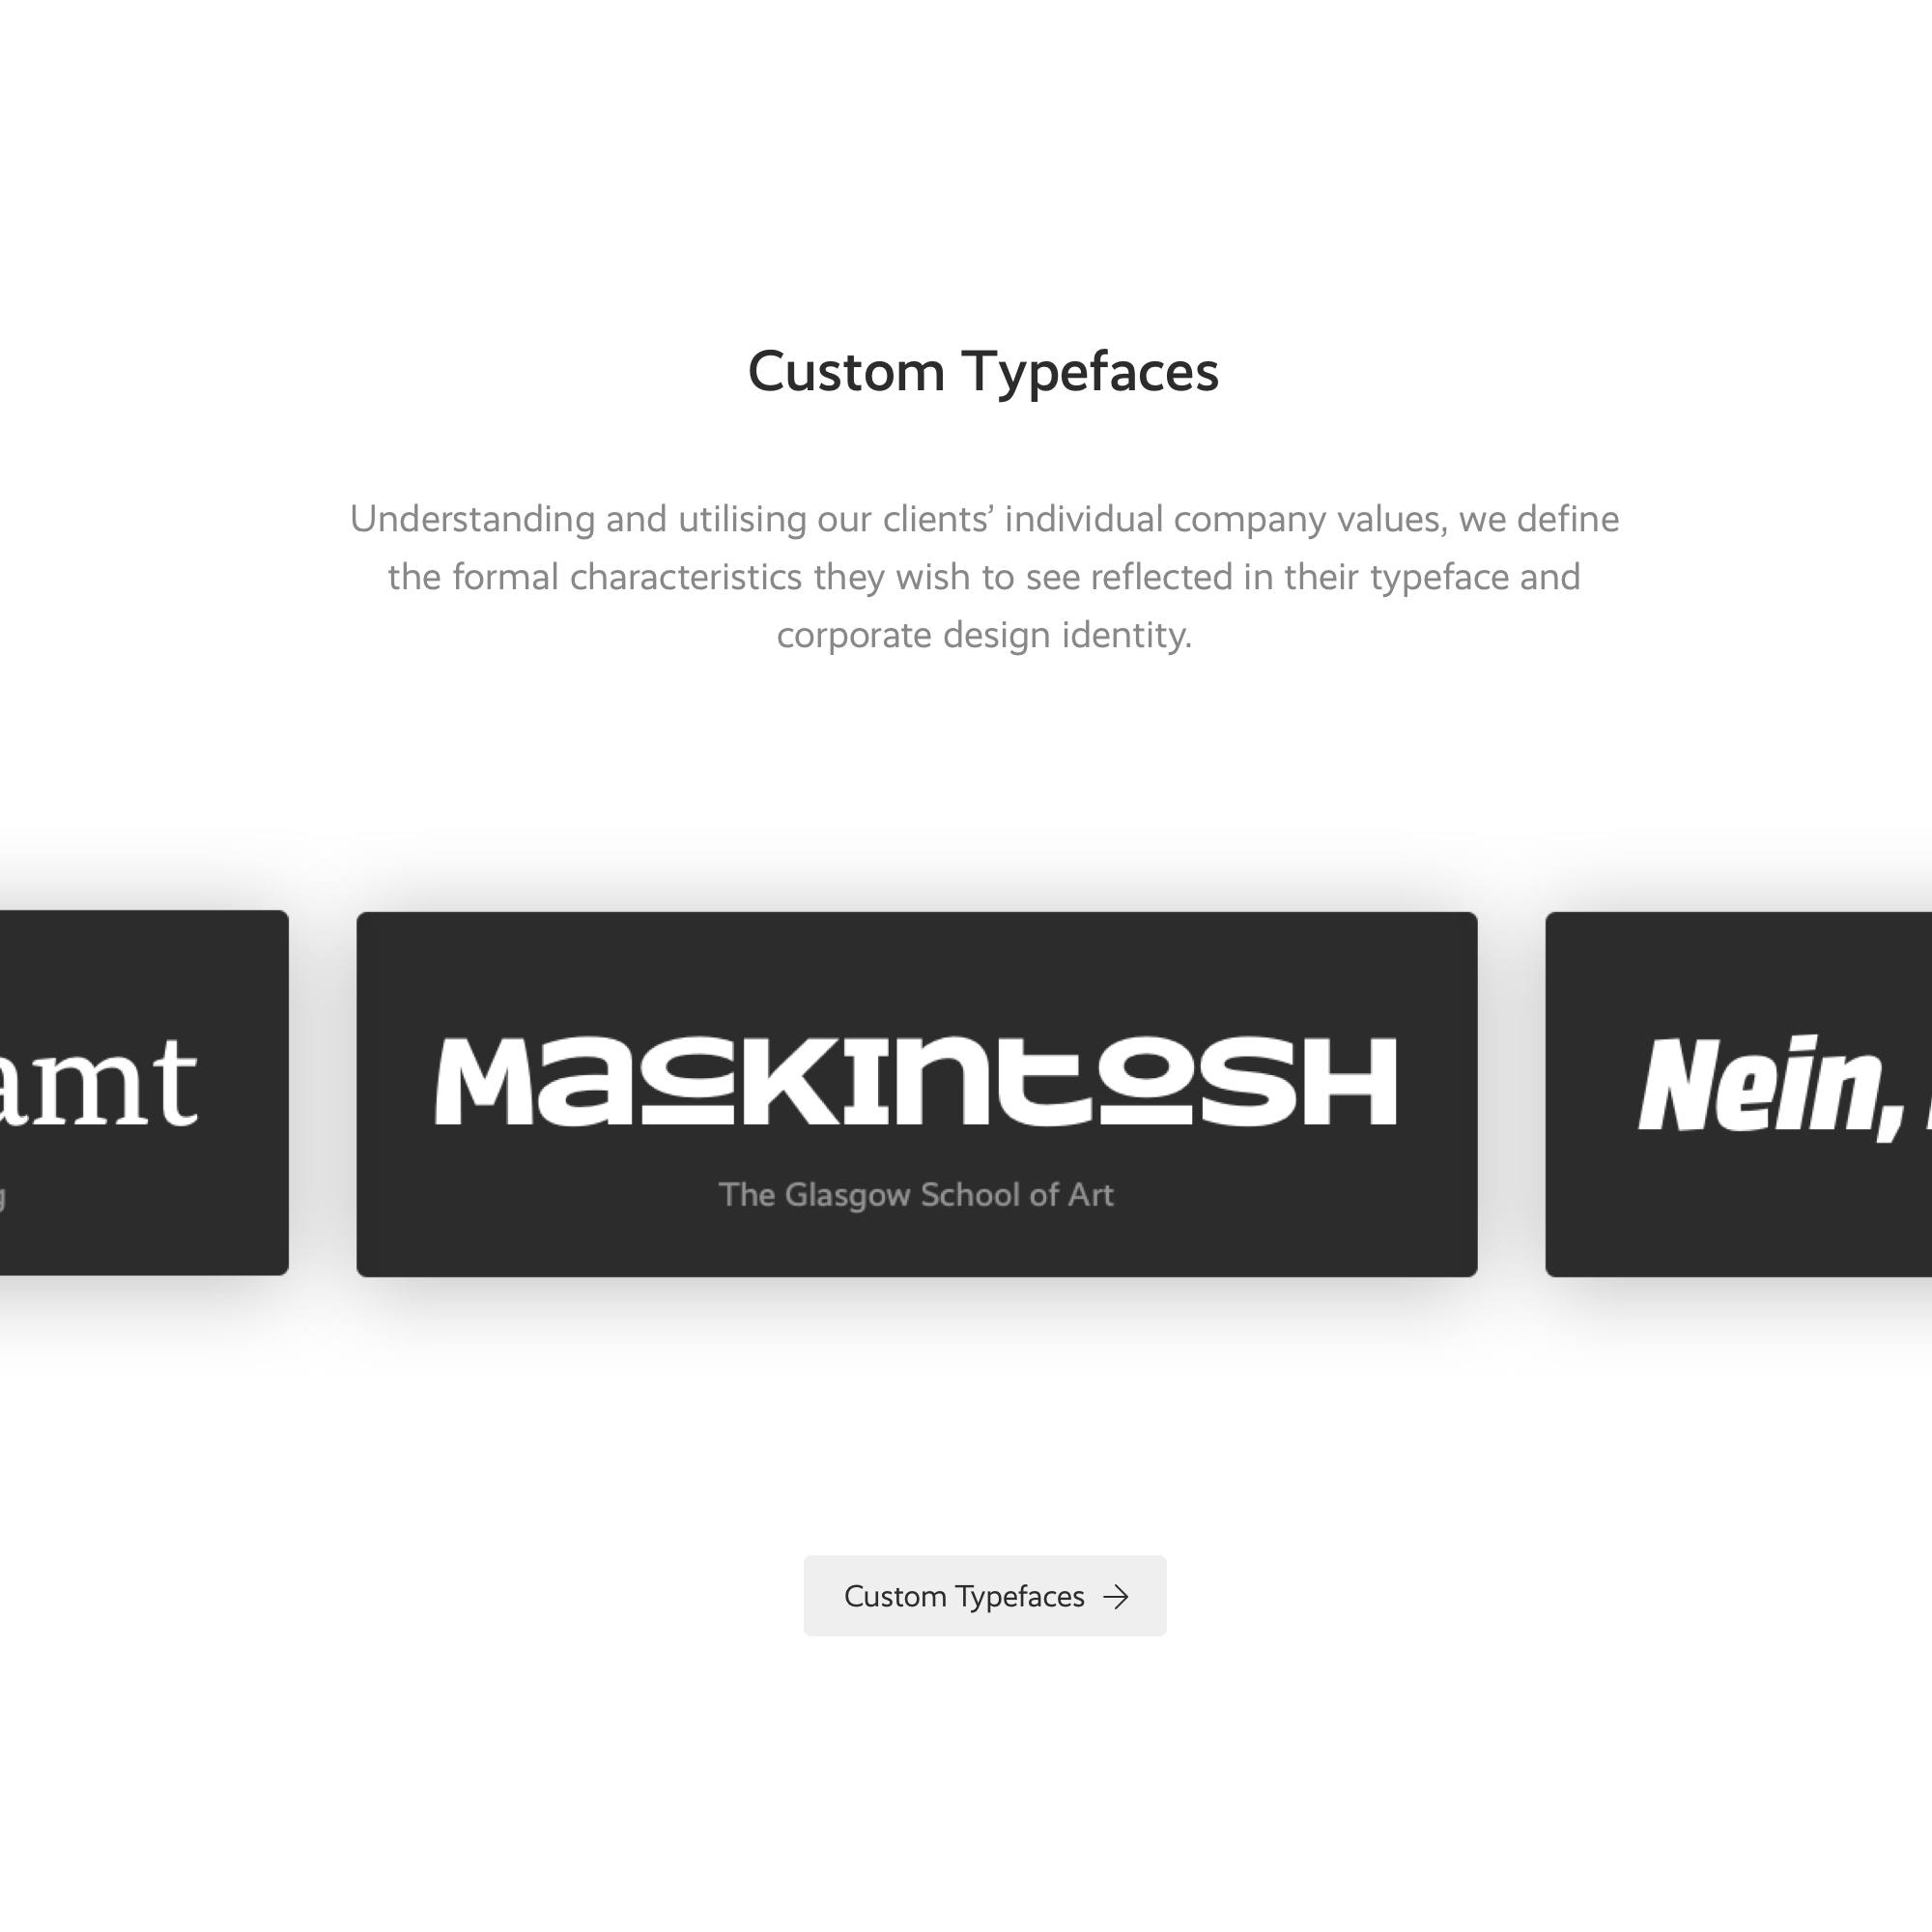 Custom Typefaces
Understanding and utilising our clients’ individual company values, we define
the formal characteristics they wish to see reflected in their typeface and
corporate design identity.
amt
MaCKIntoSH
Nein,
The Glasgow School of Art
Custom Typefaces →